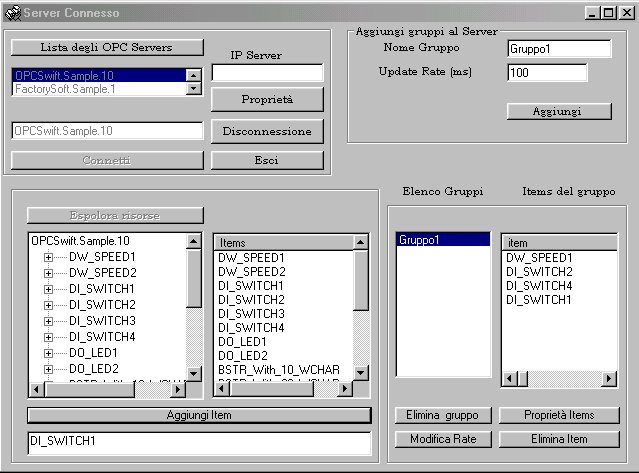 Server Connesso
Lista degli OPC Servers
OPCSwift.Sample.10
FactorySoft.Sample.1
OPCSwift.Sample.10
Connetti
IP Server
Proprietà
Disconnessione
Esci
Aggiungi gruppi al Server
Nome Gruppo
Gruppo1
Update Rate (ms)
100
Aggiungi
Espolora risorse
OPCSwift.Sample.10
DW_SPEED1
DW_SPEED2
DI_SWITCH1
DI_SWITCH2
DI_SWITCH3
DI_SWITCH4
DO_LED1
DO_LED2
Items
DW_SPEED1
DW_SPEED2
DI_SWITCH1
DI_SWITCH2
DI_SWITCH3
DI_SWITCH4
DO_LED1
DO_LED2
BSTR_With_10_WCHAR
Aggiungi Item
DI_SWITCH1
Elenco Gruppi
Gruppo1
Items del gruppo
item
DW_SPEED1
DI_SWITCH2
DI_SWITCH4
DI_SWITCH1
Elimina gruppo
Proprietà Items
Modifica Rate
Elimina Item